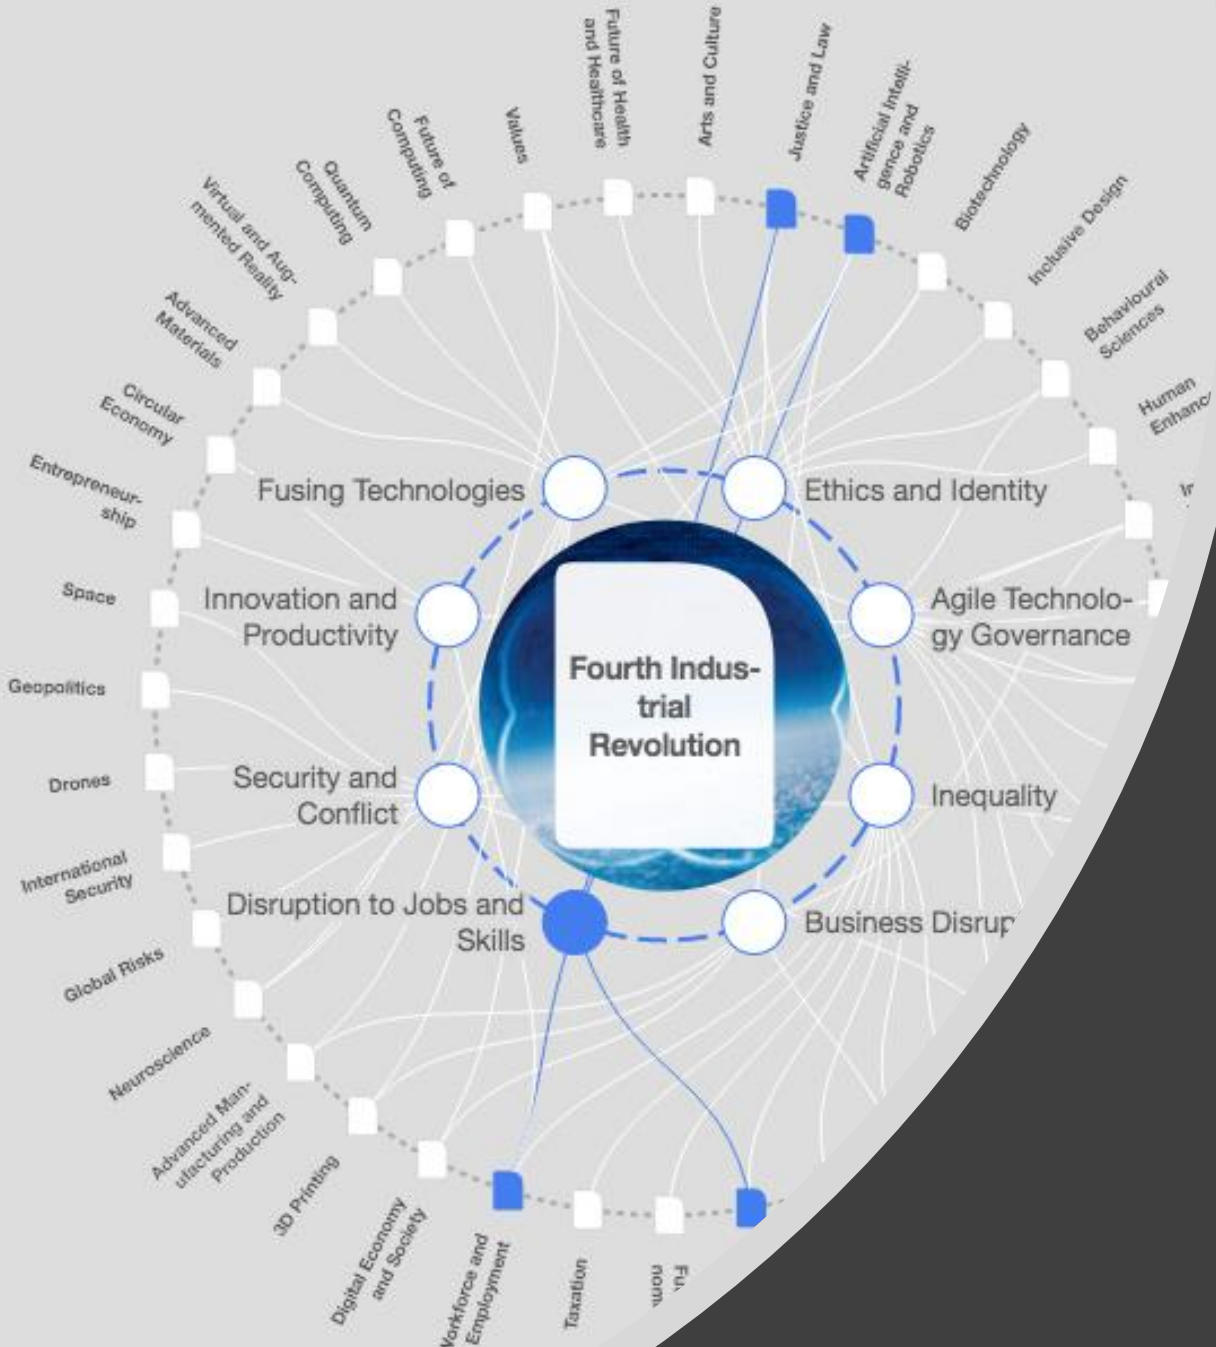 Future of Health
and Healthcare
Arts and Culture
Justice and Law
Artificial Intelli-
gence and
Robotics
Biotechnology
Inclusive Design
Behavioural
Sciences
Human
Values
Future of
Computing
Quantum
Computing
Virtual and Aug-
mented Reality
Advanced
Materials
Circular
Economy
Entrepreneur-
ship
Space
Geopolitics
Drones
International
Security
Global Risks
Neuroscience
Advanced Man-
ufacturing and
Production
3D Printing
Digital Economy
and Society
Workforce and
Employment
Taxation
Fusing Technologies
Ethics and Identity
Innovation and
Productivity
Agile Technolo-
gy Governance
Fourth Indus-
trial
Revolution
Security and
Conflict
Inequality
Disruption to Jobs and
Skills
Business Disrup